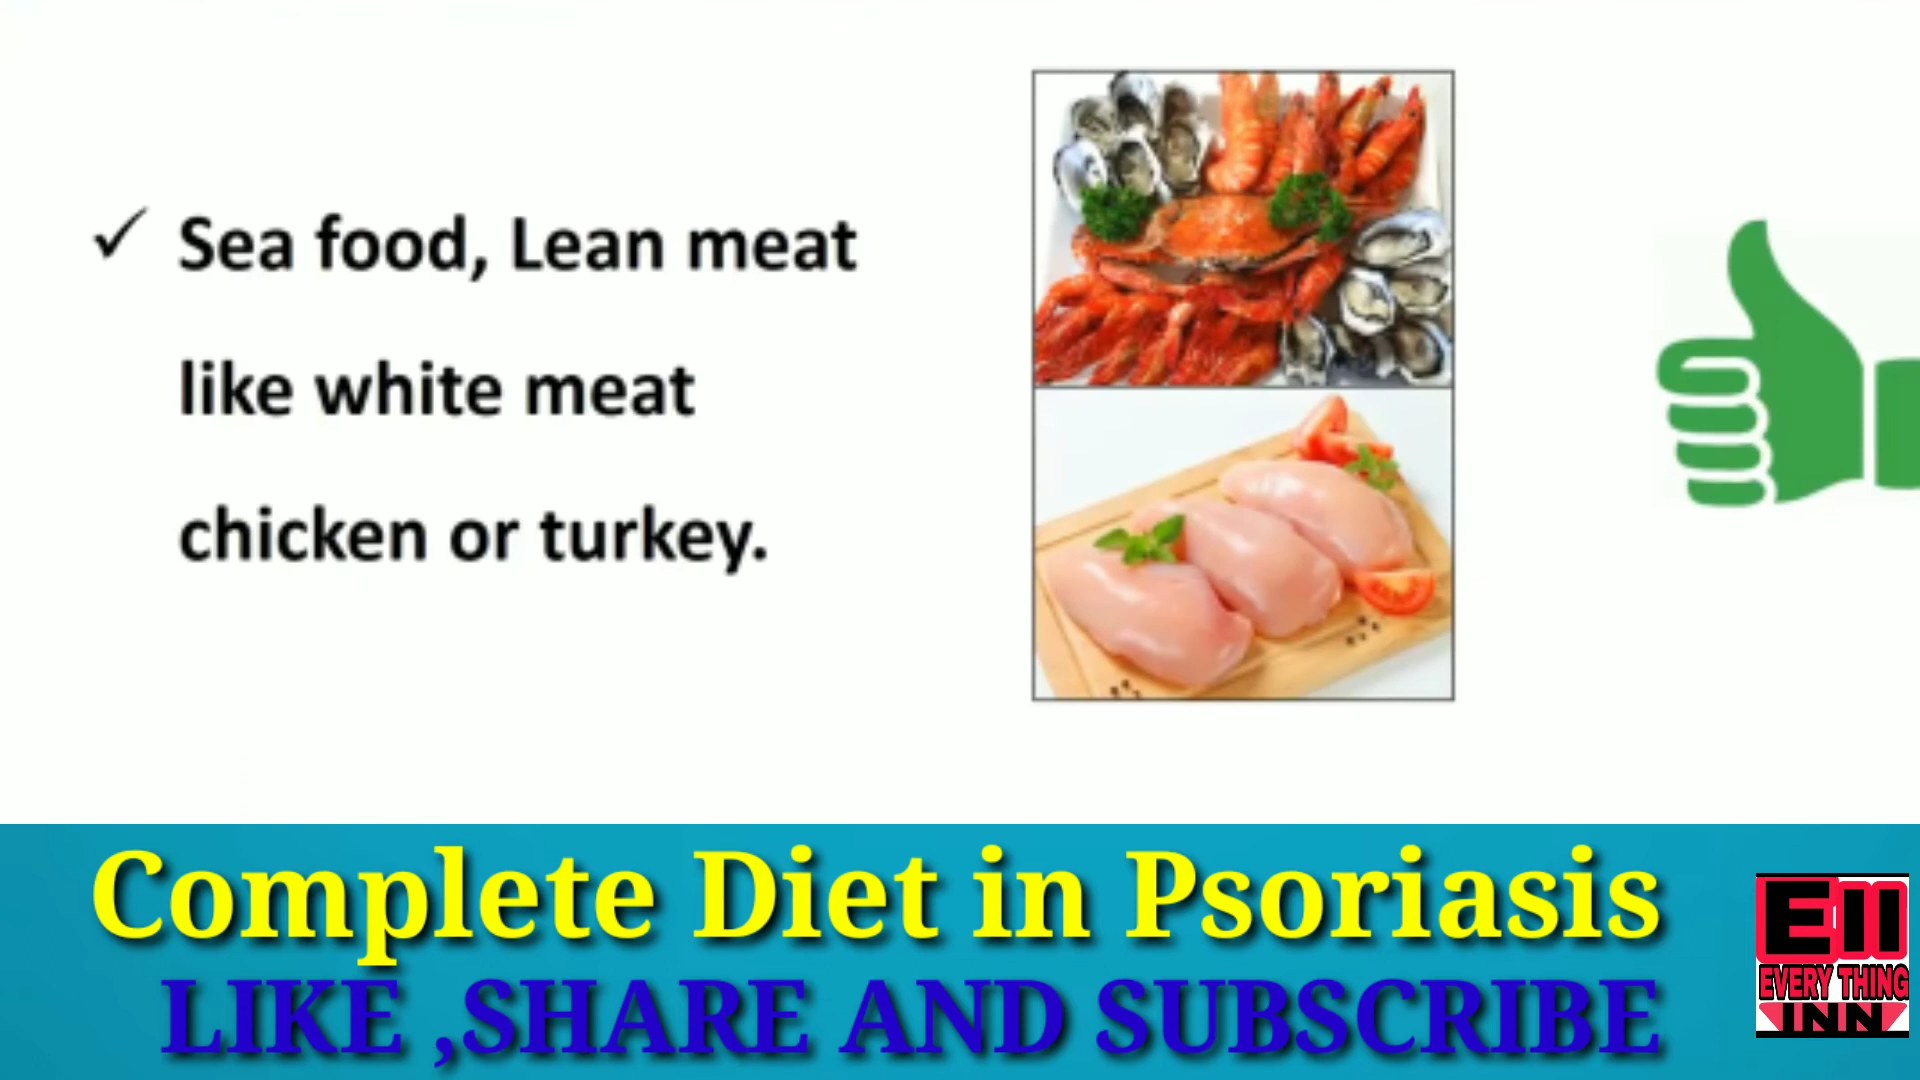 ✓ Sea food, Lean meat
like white meat
chicken or turkey.
Complete Diet in Psoriasis
LIKE ,SHARE AND SUBSCRIBE
EII
EVERY THING
INN